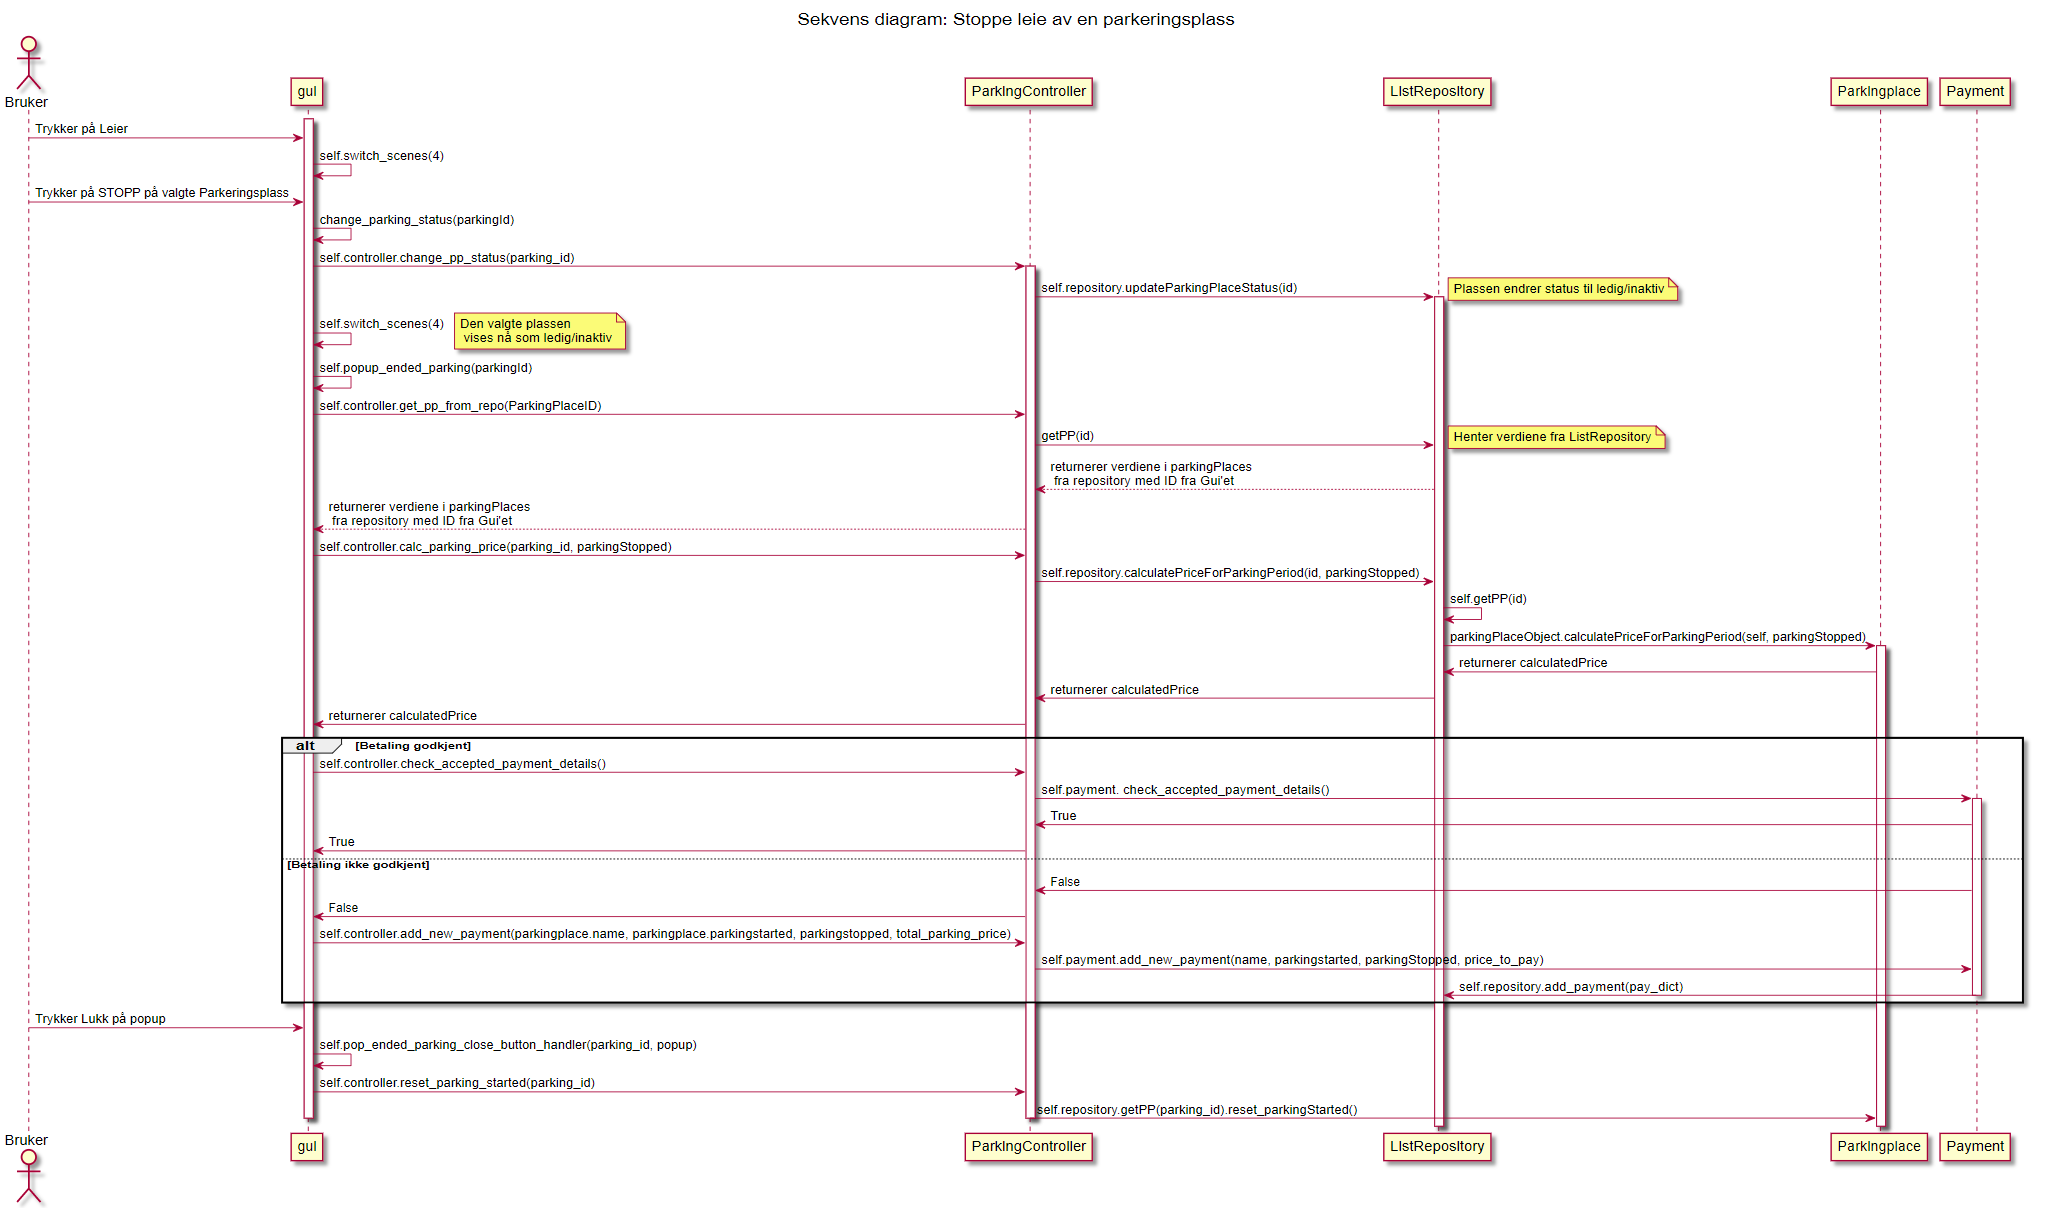 Sekvens diagram: Stoppe leie av en parkeringsplass
Bruker
gui
ParkingController
ListRepository
Parkingplace
Payment
Trykker på Leier
self.switch_scenes(4)
Trykker på STOPP på valgte Parkeringsplass
change_parking_status(parkingId)
self.controller.change_pp_status(parking_id)
self.repository.updateParkingPlaceStatus(id)
Plassen endrer status til ledig/inaktiv
self.switch_scenes(4)
Den valgte plassen
vises nå som ledig/inaktiv
self.popup_ended_parking(parkingId)
self.controller.get_pp_from_repo(ParkingPlaceID)
getPP(id)
Henter verdiene fra ListRepository
returnerer verdiene i parkingPlaces
fra repository med ID fra Gui'et
returnerer verdiene i parkingPlaces
fra repository med ID fra Gui'et
self.controller.calc_parking_price(parking_id, parkingStopped)
self.repository.calculatePriceForParkingPeriod(id, parkingStopped)
self.getPP(id)
parkingPlaceObject.calculatePriceForParkingPeriod(self, parkingStopped)
returnerer calculatedPrice
returnerer calculatedPrice
returnerer calculatedPrice
alt [Betaling godkjent]
self.controller.check_accepted_payment_details()
self.payment. check_accepted_payment_details()
True
True
[Betaling ikke godkjent]
False
False
self.controller.add_new_payment(parkingplace.name, parkingplace.parkingstarted, parkingstopped, total_parking_price)
self.payment.add_new_payment(name, parkingstarted, parkingStopped, price_to_pay)
self.repository.add_payment(pay_dict)
Trykker Lukk på popup
self.pop_ended_parking_close_button_handler(parking_id, popup)
self.controller.reset_parking_started(parking_id)
self.repository.getPP(parking_id).reset_parkingStarted()
Bruker
gui
ParkingController
ListRepository
Parkingplace
Payment